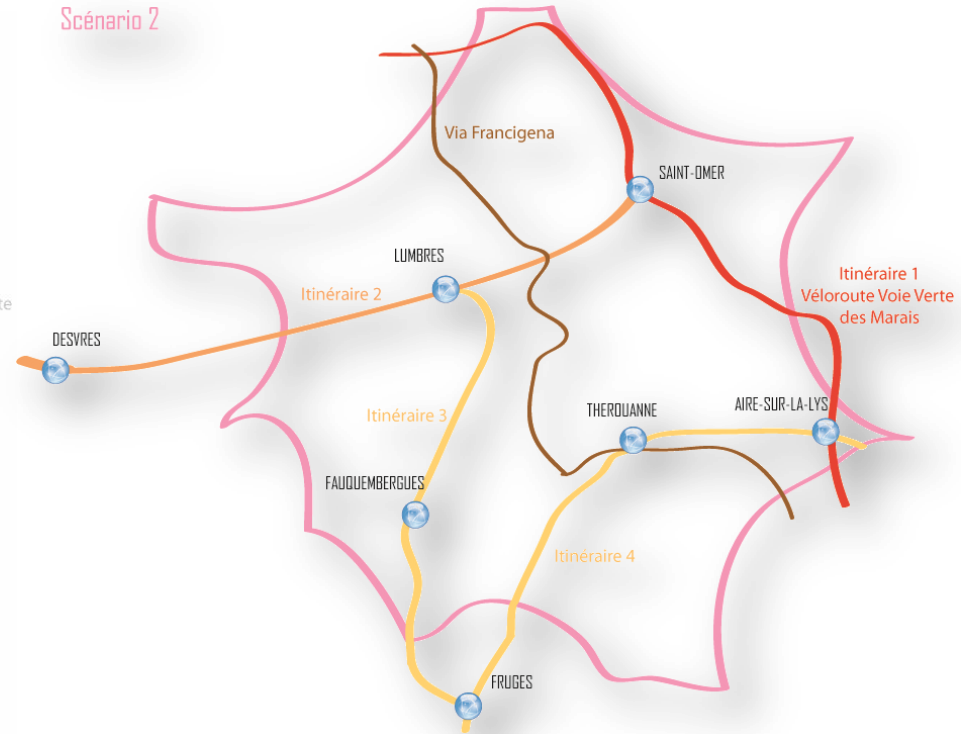 Scénario 2
Via Francigena
SAINT-OMER
LUMBRES
Itinéraire 1
Véloroute Voie Verte
des Marais
Itinéraire 2
te
DESVRES
AIRE-SUR-LA-LYS
THEROUANNE
Itinéraire 3
FAUQUEMBERGUES
Itinéraire 4
FRUGES